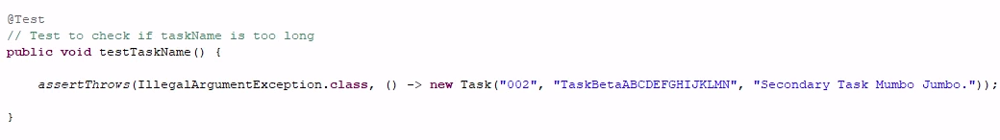 @Test
// Test to check if taskName is too long
public void testTaskName() {
assertThrows(IllegalArgumentException.class, () -> new Task("002", "TaskBetaABCDEFGHIJKLMN", "Secondary Task Mumbo Jumbo."));
}